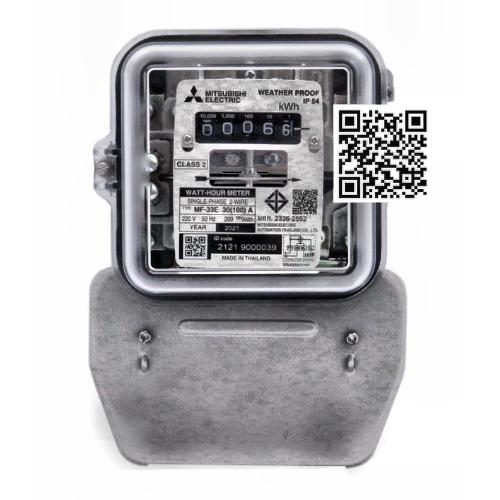 MITSUBISHI
ELECTRIC
WEATHER PROOF
IP 54
kWh
10,000 1,000 100 10 1
0 0 0 6 6
CLASS 2
WATT-HOUR METER
SINGLE-PHASE 2-WIRE
TYPE MF-33E 30(100) A
220 V 50 Hz 200 rev/kWh
YEAR 2021
มอก. 2336-2552
MITSUBISHI ELECTRIC
AUTOMATION (THAILAND) CO., LTD.
ID code
2121 9000039
MADE IN THAILAND